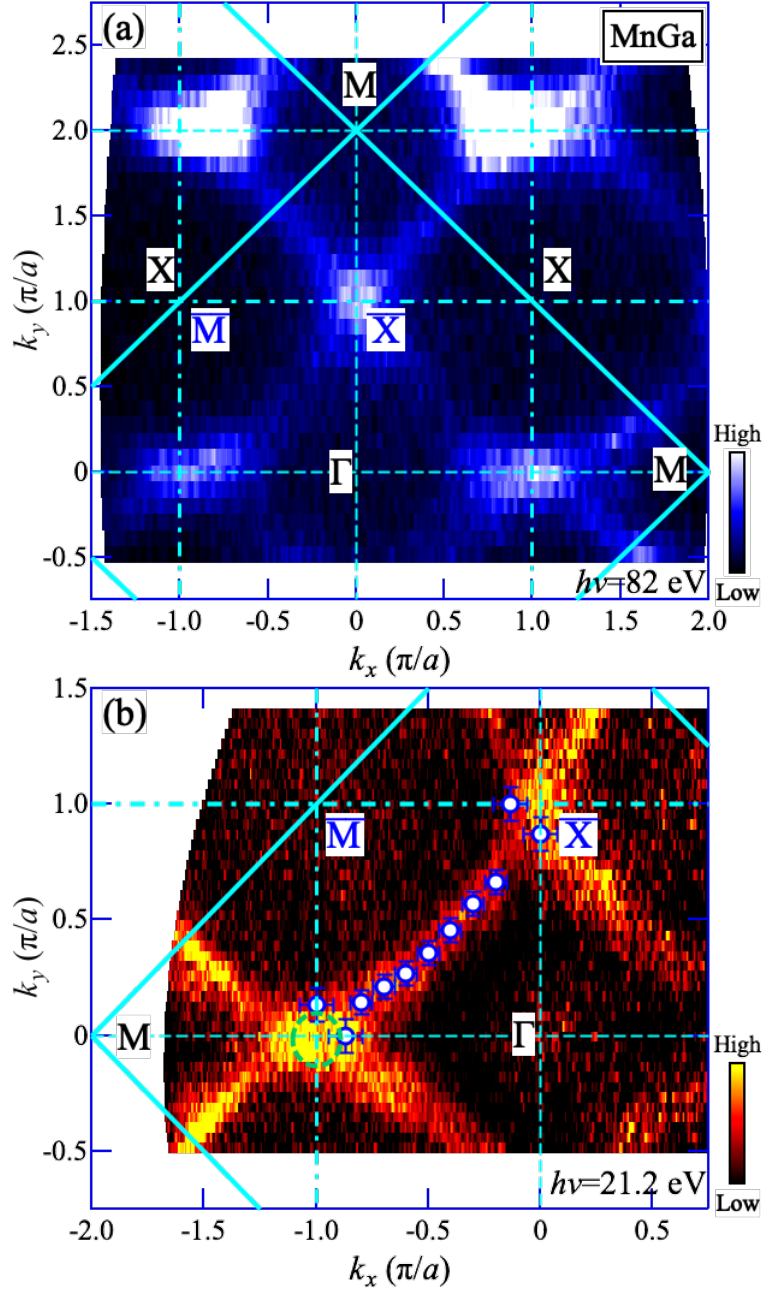 (a)
MnGa
2.5
M
2.0
1.5
X
X
k_y (π/a)
1.0
M̅
X̅
0.5
High
0
Γ
M
-0.5
hν=82 eV
Low
-1.5 -1.0 -0.5 0 0.5 1.0 2.0
k_x (π/a)
1.5
(b)
1.0
M̅
X̅
0.5
k_y (π/a)
0
M
Γ
High
-0.5
hν=21.2 eV
Low
-2.0 -1.5 -1.0 -0.5 0 0.5
k_x (π/a)